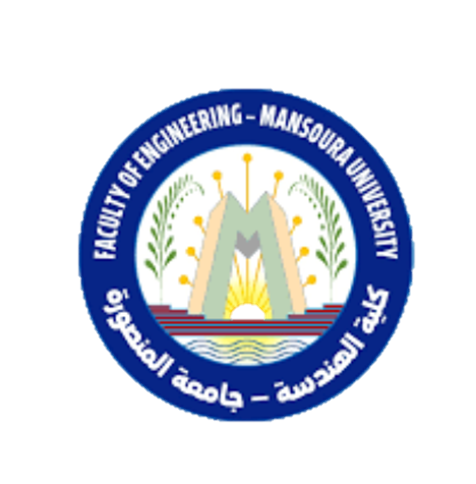 FACULTY OF ENGINEERING – MANSOURA UNIVERSITY
كلية الهندسة – جامعة المنصورة